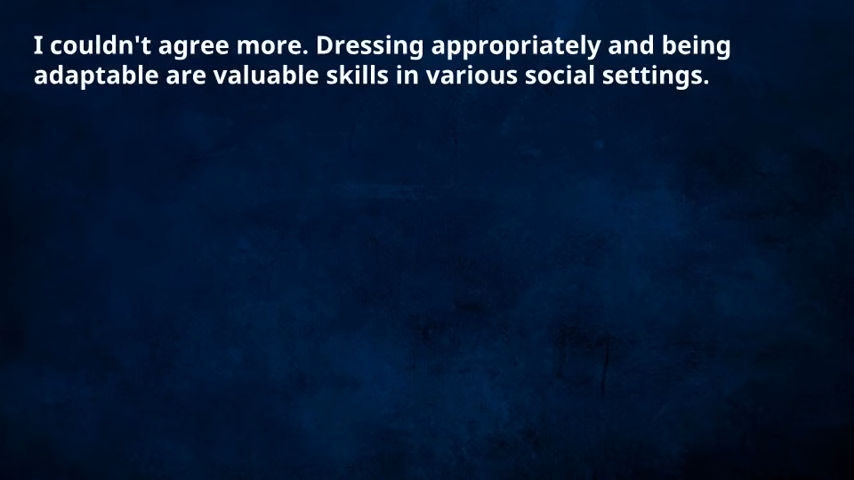 I couldn't agree more. Dressing appropriately and being
adaptable are valuable skills in various social settings.